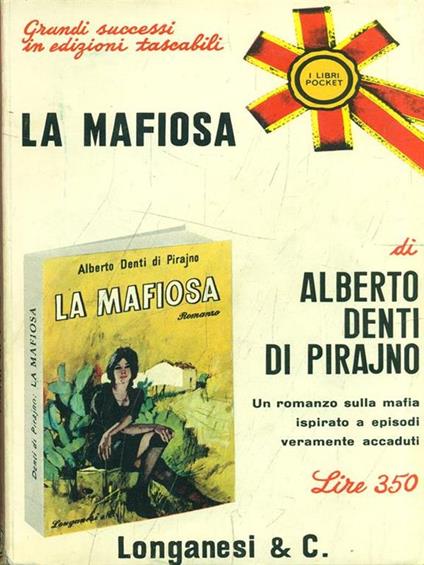 Grandi successi
in edizioni tascabili
I LIBRI
POCKET
LA MAFIOSA
di
ALBERTO
DENTI
DI PIRAJNO
Un romanzo sulla mafia
ispirato a episodi
veramente accaduti
Lire 350
Alberto Denti di Pirajno
LA MAFIOSA
Romanzo
Denti di Pirajno: LA MAFIOSA
Longanesi & C.
Longanesi & C.